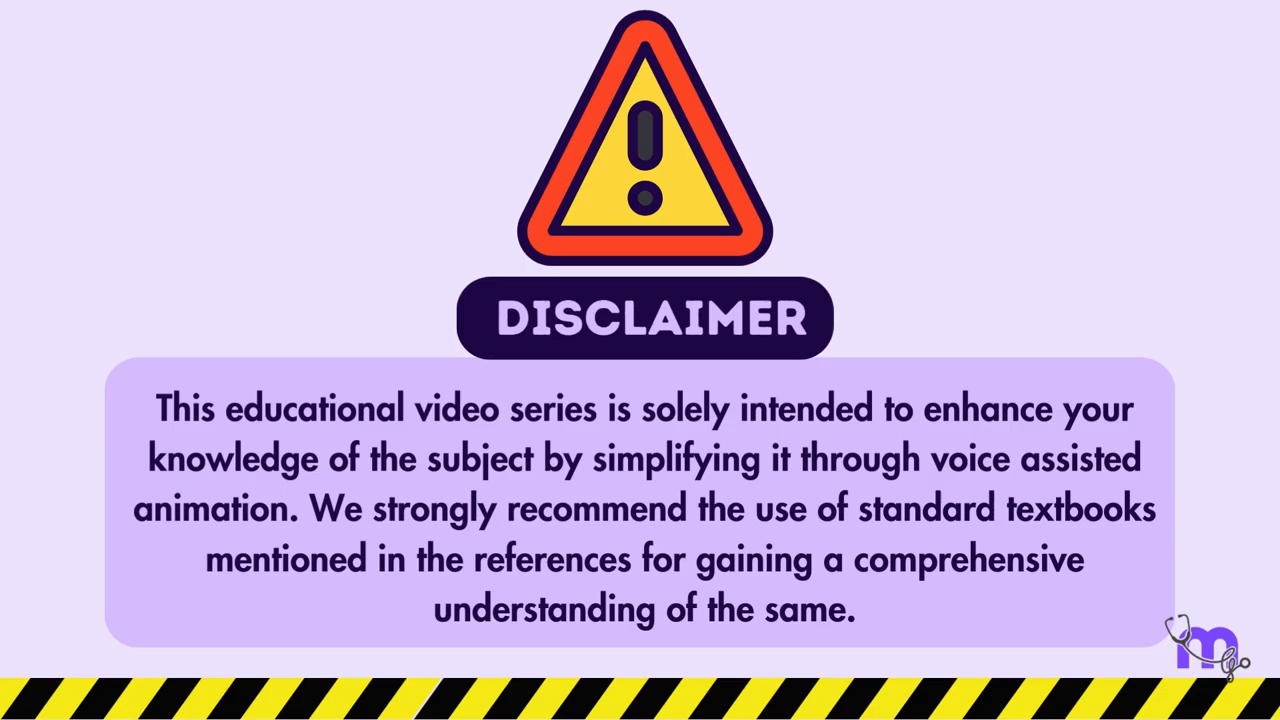 DISCLAIMER
This educational video series is solely intended to enhance your
knowledge of the subject by simplifying it through voice assisted
animation. We strongly recommend the use of standard textbooks
mentioned in the references for gaining a comprehensive
understanding of the same.
m
go